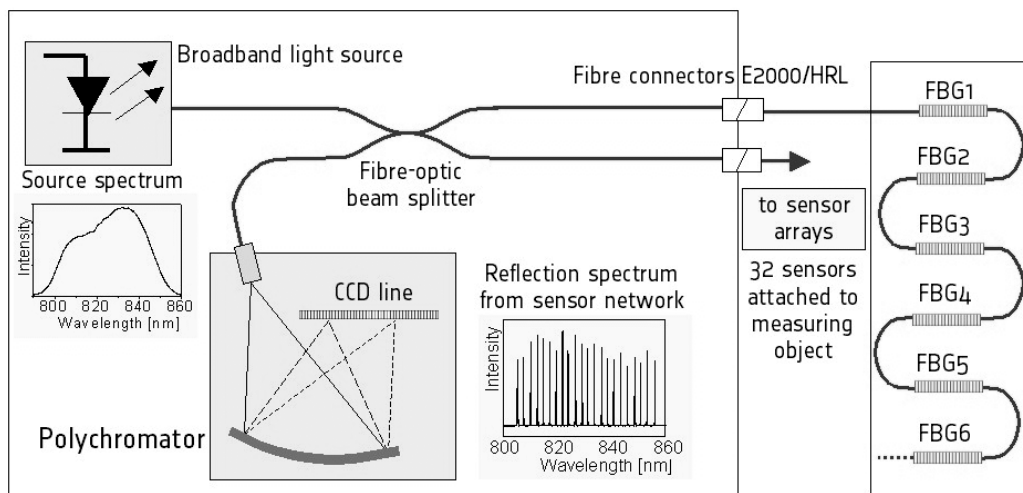 Broadband light source
Fibre connectors E2000/HRL
FBG1
FBG2
FBG3
FBG4
FBG5
FBG6
Source spectrum
Intensity
800 820 840 860
Wavelength [nm]
Fibre-optic
beam splitter
to sensor
arrays
32 sensors
attached to
measuring
object
CCD line
Polychromator
Reflection spectrum
from sensor network
Intensity
800 820 840 860
Wavelength [nm]